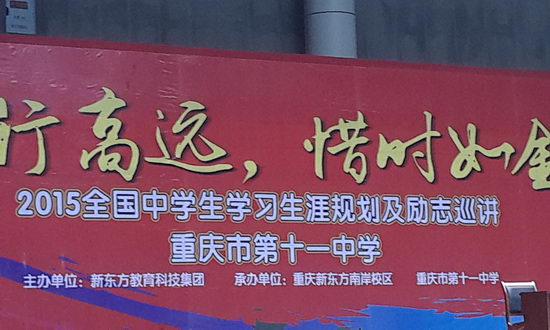 高远，惜时如金
2015全国中学生学习生涯规划及励志巡讲
重庆市第十一中学
主办单位：新东方教育科技集团 承办单位：重庆新东方南岸校区 重庆市第十一中学